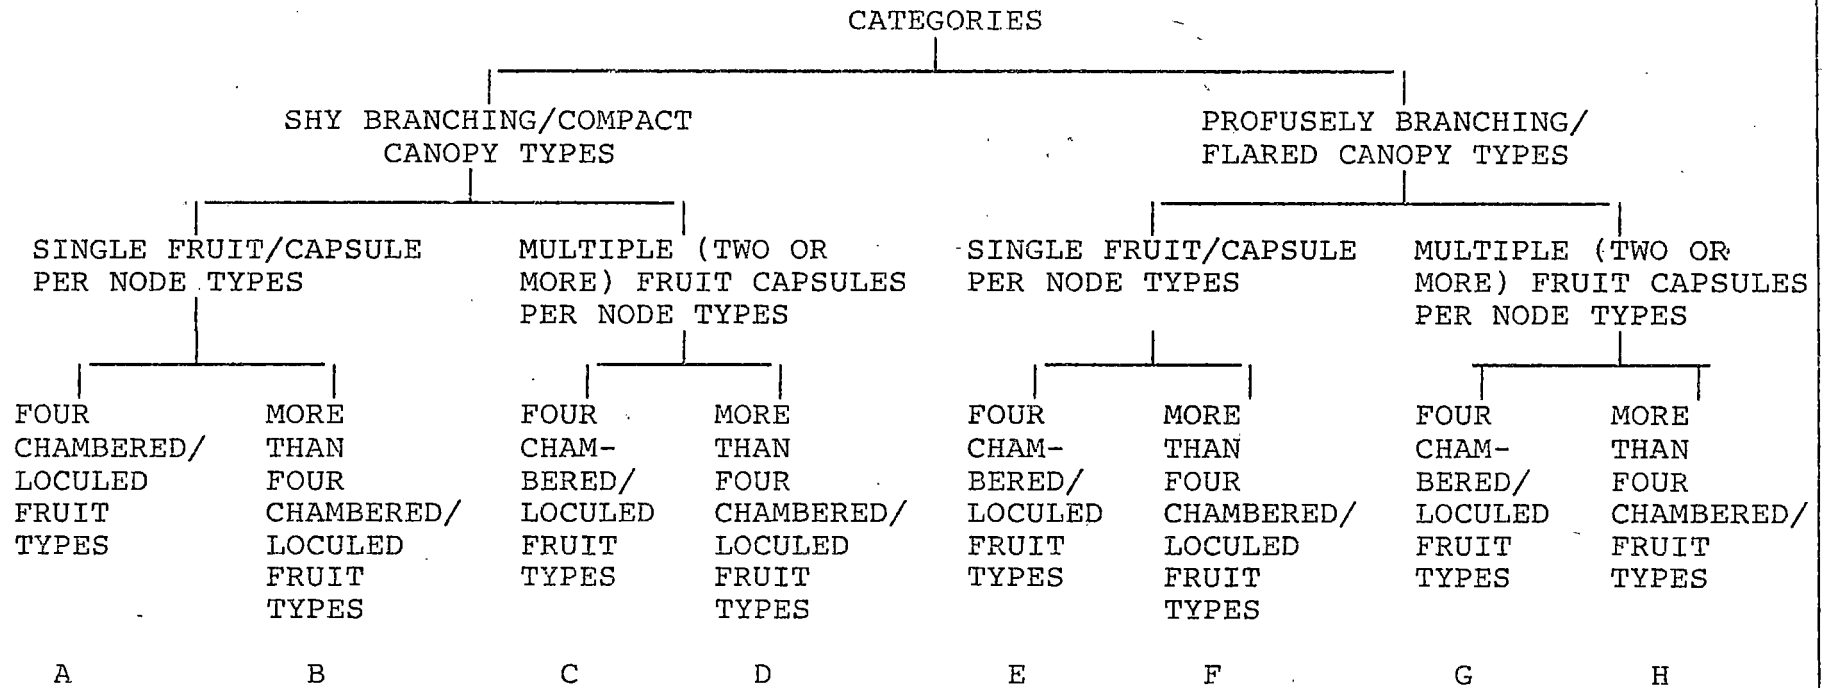 CATEGORIES
SHY BRANCHING/COMPACT
CANOPY TYPES
PROFUSELY BRANCHING/
FLARED CANOPY TYPES
SINGLE FRUIT/CAPSULE
PER NODE TYPES
MULTIPLE (TWO OR
MORE) FRUIT CAPSULES
PER NODE TYPES
SINGLE FRUIT/CAPSULE
PER NODE TYPES
MULTIPLE (TWO OR
MORE) FRUIT CAPSULES
PER NODE TYPES
FOUR
CHAMBERED/
LOCULED
FRUIT
TYPES
MORE
THAN
FOUR
CHAMBERED/
LOCULED
FRUIT
TYPES
FOUR
CHAM-
BERED/
LOCULED
FRUIT
TYPES
MORE
THAN
FOUR
CHAMBERED/
LOCULED
FRUIT
TYPES
FOUR
CHAM-
BERED/
LOCULED
FRUIT
TYPES
MORE
THAN
FOUR
CHAMBERED/
LOCULED
FRUIT
TYPES
FOUR
CHAM-
BERED/
LOCULED
FRUIT
TYPES
MORE
THAN
FOUR
CHAMBERED/
FRUIT
TYPES
A B C D E F G H